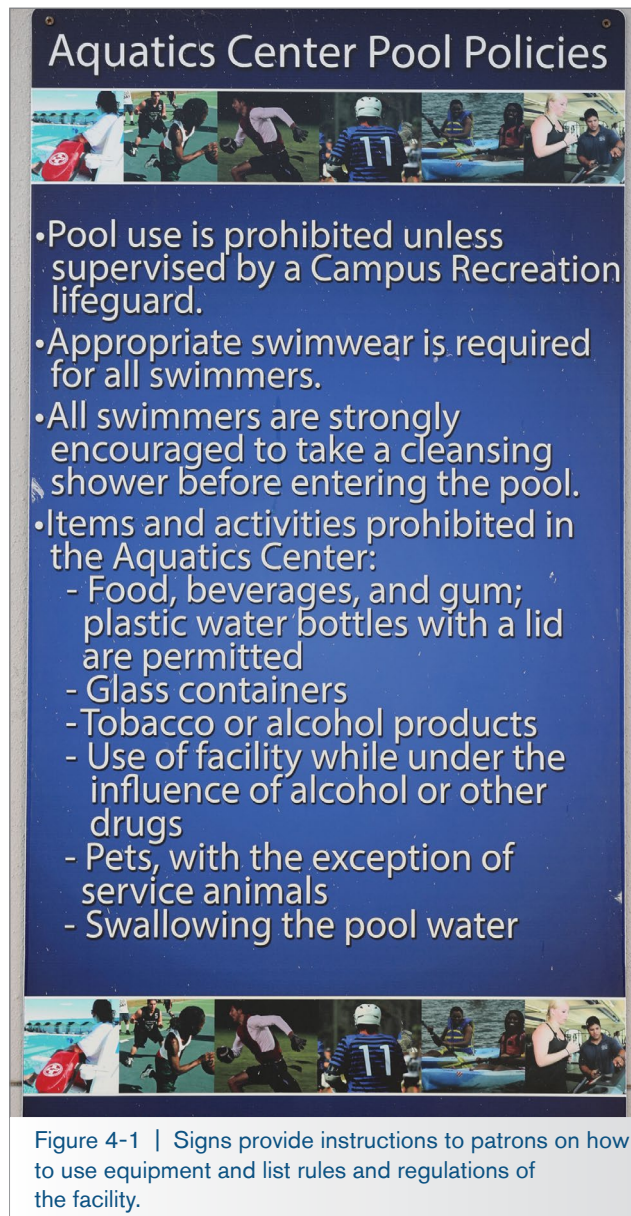 Aquatics Center Pool Policies
11
•Pool use is prohibited unless
supervised by a Campus Recreation
lifeguard.
•Appropriate swimwear is required
for all swimmers.
•All swimmers are strongly
encouraged to take a cleansing
shower before entering the pool.
•Items and activities prohibited in
the Aquatics Center:
- Food, beverages, and gum;
plastic water bottles with a lid
are permitted
- Glass containers
-Tobacco or alcohol products
- Use of facility while under the
influence of alcohol or other
drugs
- Pets, with the exception of
service animals
- Swallowing the pool water
11
Figure 4-1 | Signs provide instructions to patrons on how
to use equipment and list rules and regulations of
the facility.